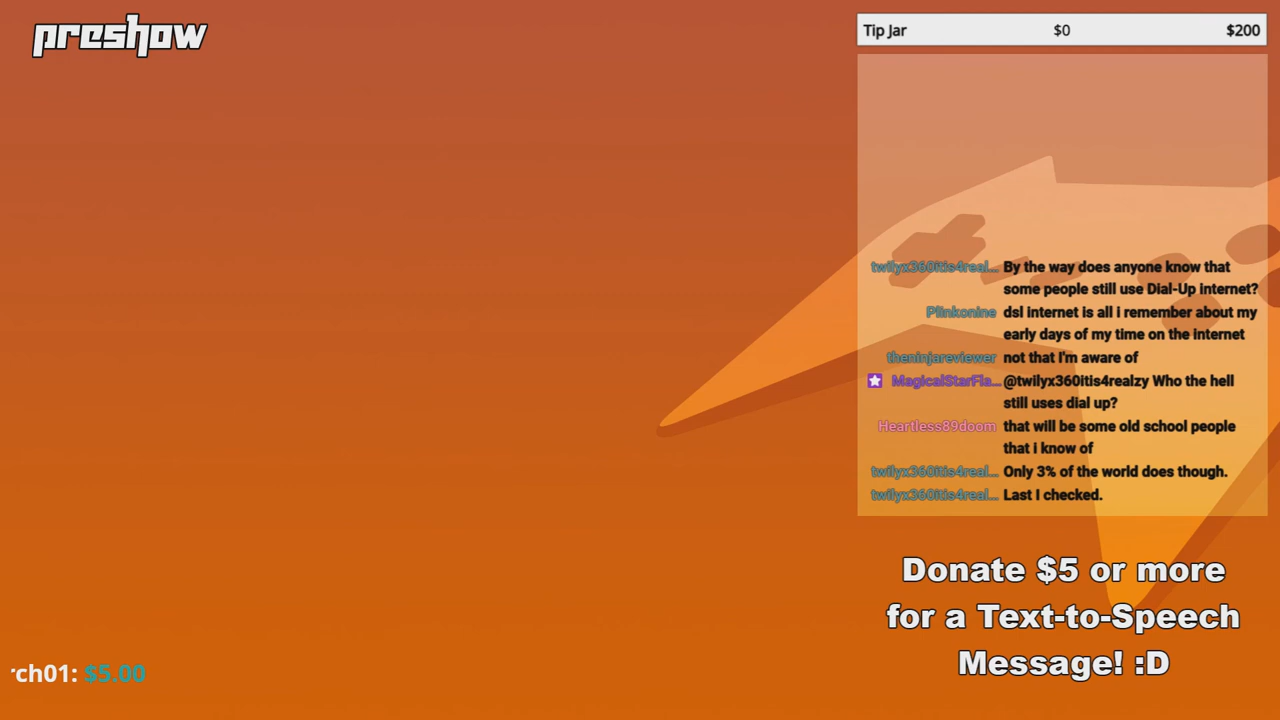 preshow
Tip Jar $0 $200
twilyx360itis4real... By the way does anyone know that
some people still use Dial-Up internet?
Plinkonine dsl internet is all i remember about my
early days of my time on the internet
theninjareviewer not that I'm aware of
MagicalStarFla... @twilyx360itis4realzy Who the hell
still uses dial up?
Heartless89doom that will be some old school people
that i know of
twilyx360itis4real... Only 3% of the world does though.
twilyx360itis4real... Last I checked.
Donate $5 or more
for a Text-to-Speech
Message! :D
rch01: $5.00